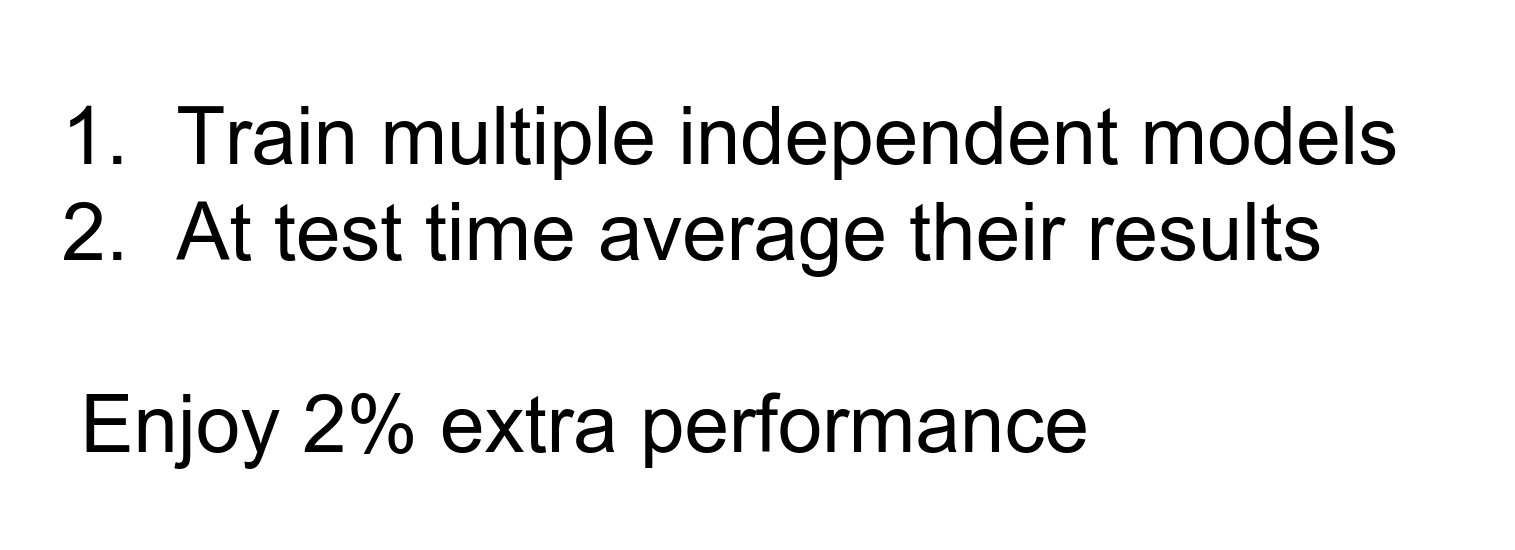 1. Train multiple independent models
2. At test time average their results
Enjoy 2% extra performance